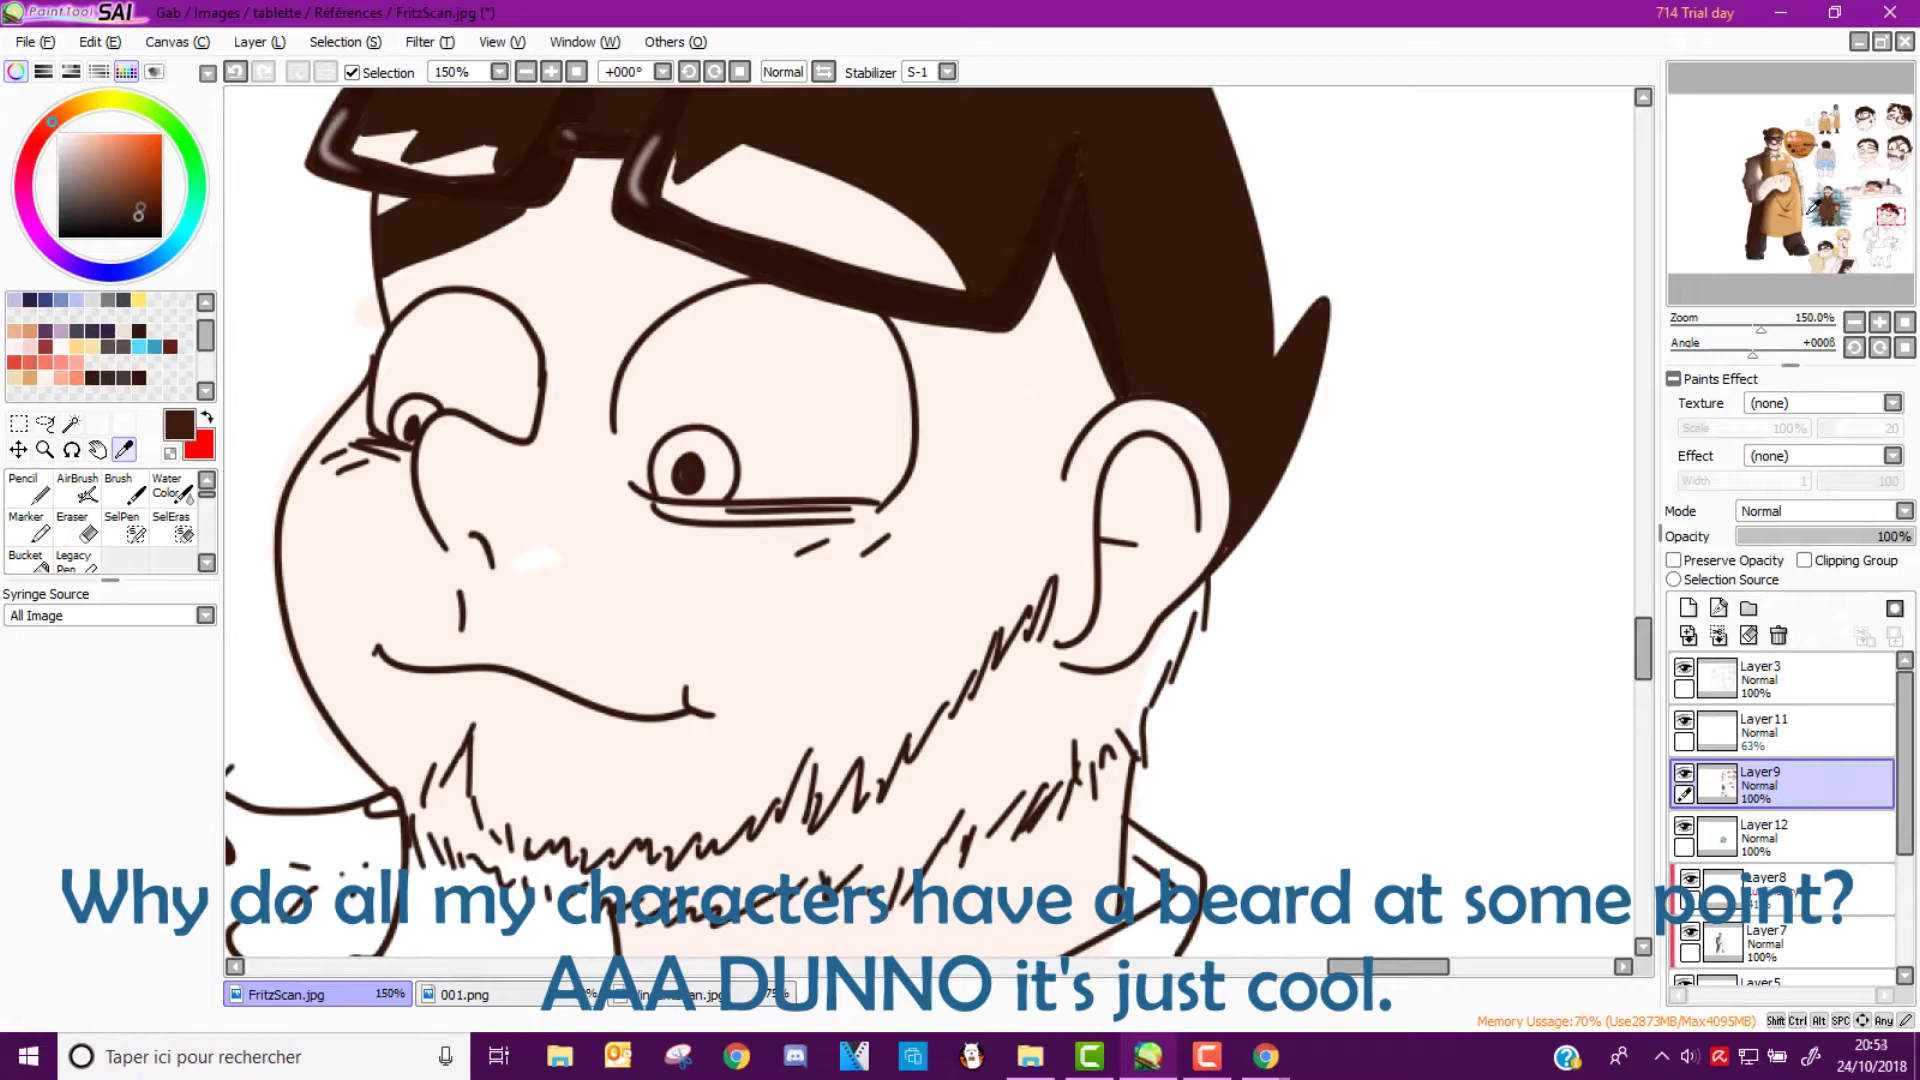 PaintTool SAI Gab / Images / tablette / Références / FritzScan.jpg (*) 714 Trial day
File (F) Edit (E) Canvas (C) Layer (L) Selection (S) Filter (T) View (V) Window (W) Others (O)
Selection 150% +000° Normal Stabilizer S-1
Zoom 150.0%
Angle +000ß
Paints Effect
Texture (none)
Scale 100% 20
Effect (none)
Width 1 100
Mode Normal
Opacity 100%
Preserve Opacity Clipping Group
Selection Source
Pencil AirBrush Brush Water Color
Marker Eraser SelPen SelEras
Bucket Legacy Pen
Syringe Source
All Image
Layer3
Normal
100%
Layer11
Normal
63%
Layer9
Normal
100%
Layer12
Normal
100%
Layer8
Layer7
Normal
100%
Layer5
Why do all my characters have a beard at some point?
AAA DUNNO it's just cool.
FritzScan.jpg 150% 001.png
Memory Ussage:70% (Use2873MB/Max4095MB) Shift Ctrl Alt SPC Any
Taper ici pour rechercher
20:53
24/10/2018